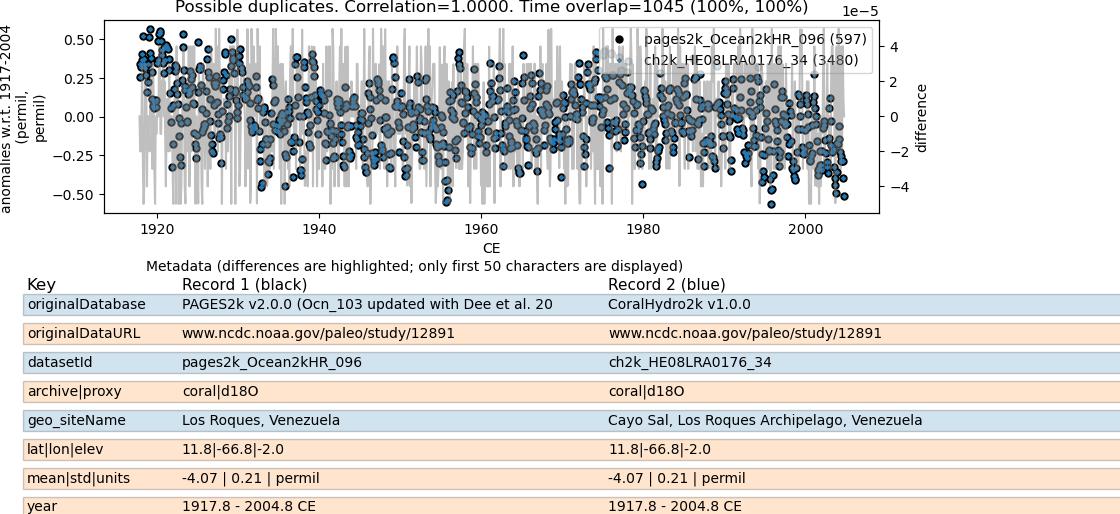 Possible duplicates. Correlation=1.0000. Time overlap=1045 (100%, 100%)
1e−5
anomalies w.r.t. 1917-2004
(permil,
permil)
0.50
0.25
0.00
−0.25
−0.50
pages2k_Ocean2kHR_096 (597)
ch2k_HE08LRA0176_34 (3480)
4
2
0
−2
−4
difference
1920 1940 1960 1980 2000
CE
Metadata (differences are highlighted; only first 50 characters are displayed)
Key Record 1 (black) Record 2 (blue)
originalDatabase PAGES2k v2.0.0 (Ocn_103 updated with Dee et al. 20 CoralHydro2k v1.0.0
originalDataURL www.ncdc.noaa.gov/paleo/study/12891 www.ncdc.noaa.gov/paleo/study/12891
datasetId pages2k_Ocean2kHR_096 ch2k_HE08LRA0176_34
archive|proxy coral|d18O coral|d18O
geo_siteName Los Roques, Venezuela Cayo Sal, Los Roques Archipelago, Venezuela
lat|lon|elev 11.8|-66.8|-2.0 11.8|-66.8|-2.0
mean|std|units -4.07 | 0.21 | permil -4.07 | 0.21 | permil
year 1917.8 - 2004.8 CE 1917.8 - 2004.8 CE